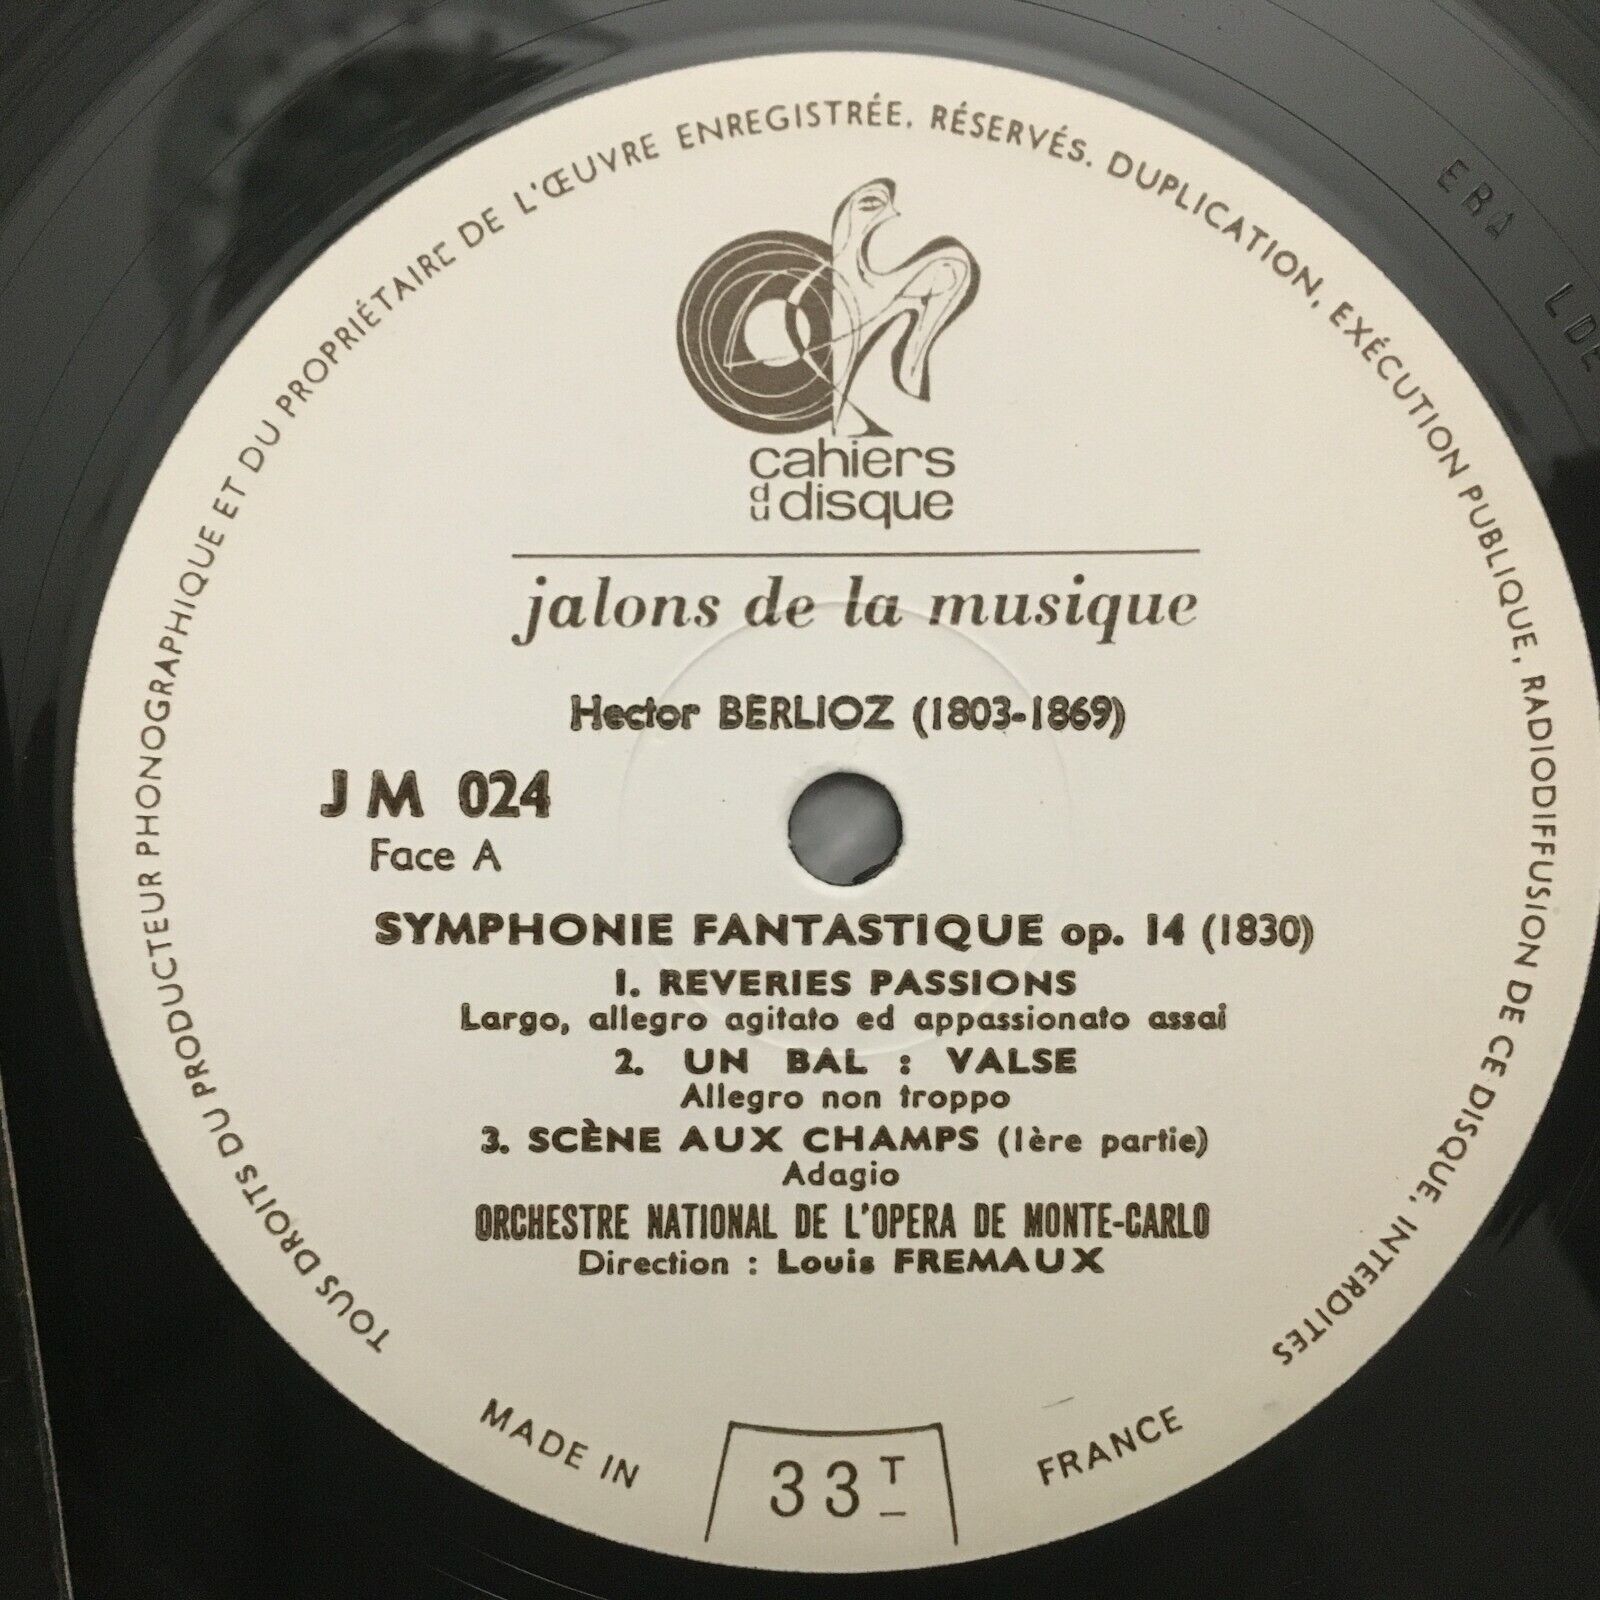 TOUS DROITS DU PRODUCTEUR PHONOGRAPHIQUE ET DU PROPRIÉTAIRE DE L'ŒUVRE ENREGISTRÉE. RÉSERVÉS. DUPLICATION, EXÉCUTION PUBLIQUE, RADIODIFFUSION DE CE DISQUE, INTERDITES
ERA LDE
cahiers
du disque
jalons de la musique
Hector BERLIOZ (1803-1869)
JM 024
Face A
SYMPHONIE FANTASTIQUE op. 14 (1830)
1. REVERIES PASSIONS
Largo, allegro agitato ed appassionato assai
2. UN BAL : VALSE
Allegro non troppo
3. SCÈNE AUX CHAMPS (1ère partie)
Adagio
ORCHESTRE NATIONAL DE L'OPERA DE MONTE-CARLO
Direction : Louis FREMAUX
MADE IN FRANCE
33T